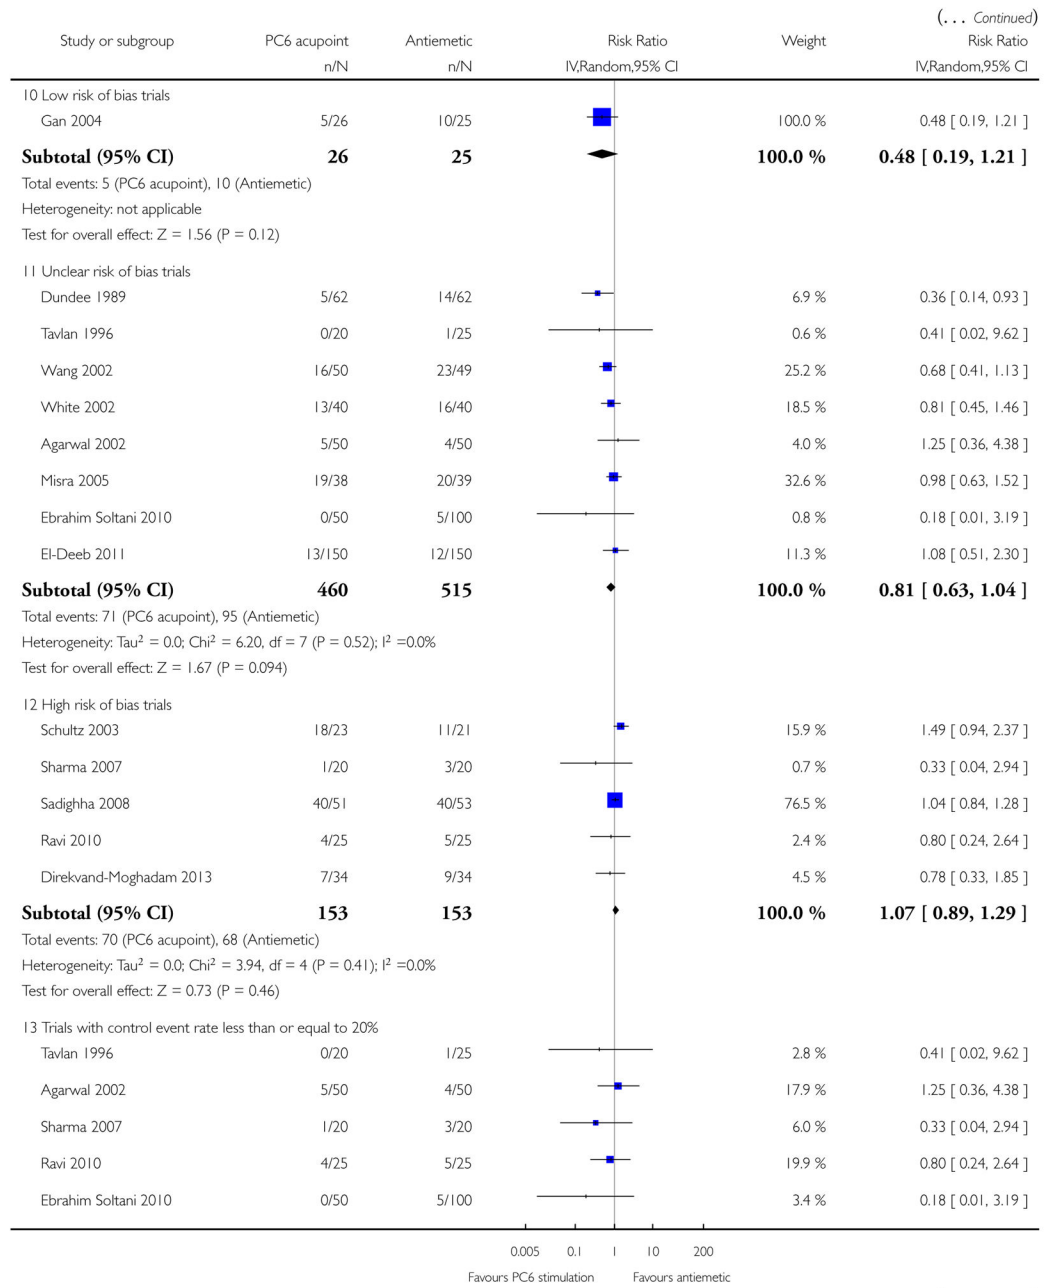 (. . . Continued)
Study or subgroup PC6 acupoint Antiemetic Risk Ratio Weight Risk Ratio
n/N n/N IV,Random,95% CI IV,Random,95% CI
10 Low risk of bias trials
Gan 2004 5/26 10/25 100.0 % 0.48 [ 0.19, 1.21 ]
Subtotal (95% CI) 26 25 100.0 % 0.48 [ 0.19, 1.21 ]
Total events: 5 (PC6 acupoint), 10 (Antiemetic)
Heterogeneity: not applicable
Test for overall effect: Z = 1.56 (P = 0.12)
11 Unclear risk of bias trials
Dundee 1989 5/62 14/62 6.9 % 0.36 [ 0.14, 0.93 ]
Tavlan 1996 0/20 1/25 0.6 % 0.41 [ 0.02, 9.62 ]
Wang 2002 16/50 23/49 25.2 % 0.68 [ 0.41, 1.13 ]
White 2002 13/40 16/40 18.5 % 0.81 [ 0.45, 1.46 ]
Agarwal 2002 5/50 4/50 4.0 % 1.25 [ 0.36, 4.38 ]
Misra 2005 19/38 20/39 32.6 % 0.98 [ 0.63, 1.52 ]
Ebrahim Soltani 2010 0/50 5/100 0.8 % 0.18 [ 0.01, 3.19 ]
El-Deeb 2011 13/150 12/150 11.3 % 1.08 [ 0.51, 2.30 ]
Subtotal (95% CI) 460 515 100.0 % 0.81 [ 0.63, 1.04 ]
Total events: 71 (PC6 acupoint), 95 (Antiemetic)
Heterogeneity: Tau² = 0.0; Chi² = 6.20, df = 7 (P = 0.52); I² =0.0%
Test for overall effect: Z = 1.67 (P = 0.094)
12 High risk of bias trials
Schultz 2003 18/23 11/21 15.9 % 1.49 [ 0.94, 2.37 ]
Sharma 2007 1/20 3/20 0.7 % 0.33 [ 0.04, 2.94 ]
Sadighha 2008 40/51 40/53 76.5 % 1.04 [ 0.84, 1.28 ]
Ravi 2010 4/25 5/25 2.4 % 0.80 [ 0.24, 2.64 ]
Direkvand-Moghadam 2013 7/34 9/34 4.5 % 0.78 [ 0.33, 1.85 ]
Subtotal (95% CI) 153 153 100.0 % 1.07 [ 0.89, 1.29 ]
Total events: 70 (PC6 acupoint), 68 (Antiemetic)
Heterogeneity: Tau² = 0.0; Chi² = 3.94, df = 4 (P = 0.41); I² =0.0%
Test for overall effect: Z = 0.73 (P = 0.46)
13 Trials with control event rate less than or equal to 20%
Tavlan 1996 0/20 1/25 2.8 % 0.41 [ 0.02, 9.62 ]
Agarwal 2002 5/50 4/50 17.9 % 1.25 [ 0.36, 4.38 ]
Sharma 2007 1/20 3/20 6.0 % 0.33 [ 0.04, 2.94 ]
Ravi 2010 4/25 5/25 19.9 % 0.80 [ 0.24, 2.64 ]
Ebrahim Soltani 2010 0/50 5/100 3.4 % 0.18 [ 0.01, 3.19 ]
0.005 0.1 1 10 200
Favours PC6 stimulation Favours antiemetic